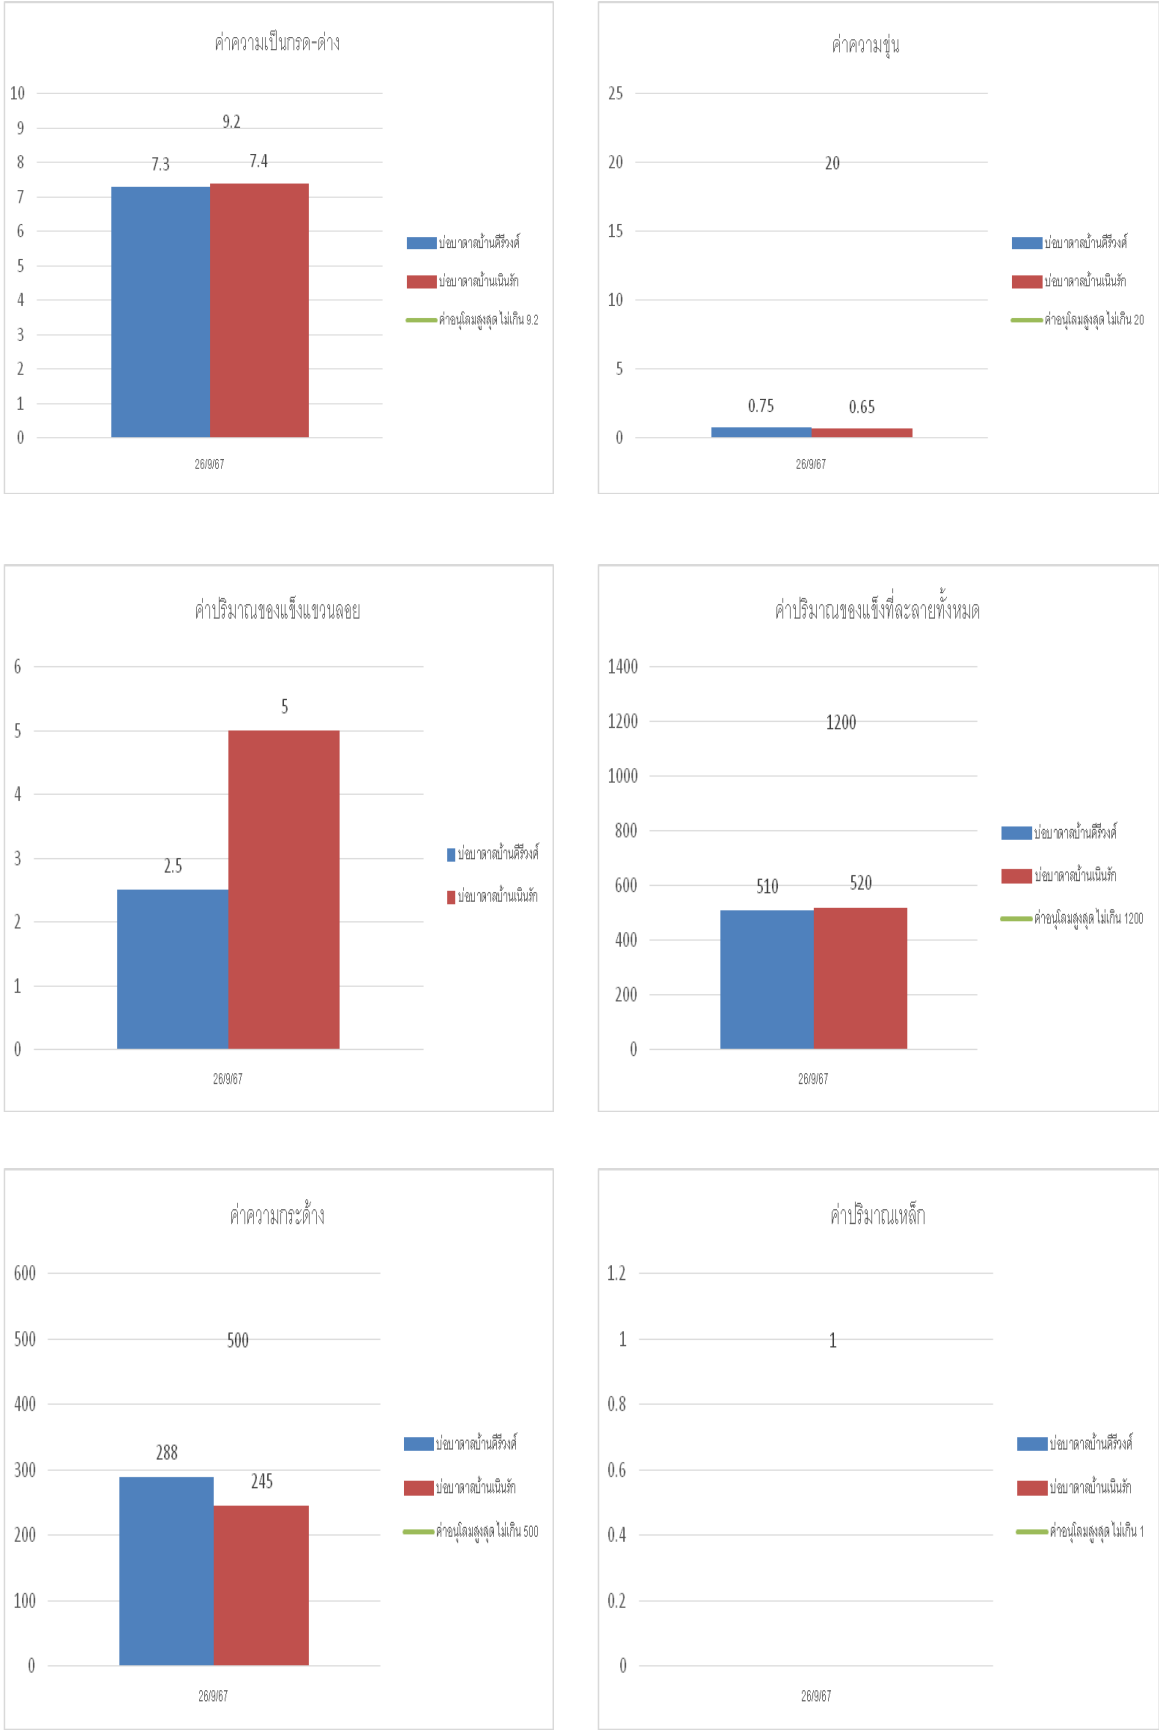 ค่าความเป็นกรด-ด่าง
10
9
8
7
6
5
4
3
2
1
0
9.2
7.3
7.4
26/9/67
บ่อบาดาลบ้านคีรีวงศ์
บ่อบาดาลบ้านเนินรัก
ค่าอนุโลมสูงสุด ไม่เกิน 9.2
ค่าความขุ่น
25
20
15
10
5
0
20
0.75
0.65
26/9/67
บ่อบาดาลบ้านคีรีวงศ์
บ่อบาดาลบ้านเนินรัก
ค่าอนุโลมสูงสุด ไม่เกิน 20
ค่าปริมาณของแข็งแขวนลอย
6
5
4
3
2
1
0
2.5
5
26/9/67
บ่อบาดาลบ้านคีรีวงศ์
บ่อบาดาลบ้านเนินรัก
ค่าปริมาณของแข็งที่ละลายทั้งหมด
1400
1200
1000
800
600
400
200
0
1200
510
520
26/9/67
บ่อบาดาลบ้านคีรีวงศ์
บ่อบาดาลบ้านเนินรัก
ค่าอนุโลมสูงสุด ไม่เกิน 1200
ค่าความกระด้าง
600
500
400
300
200
100
0
500
288
245
26/9/67
บ่อบาดาลบ้านคีรีวงศ์
บ่อบาดาลบ้านเนินรัก
ค่าอนุโลมสูงสุด ไม่เกิน 500
ค่าปริมาณเหล็ก
1.2
1
0.8
0.6
0.4
0.2
0
1
26/9/67
บ่อบาดาลบ้านคีรีวงศ์
บ่อบาดาลบ้านเนินรัก
ค่าอนุโลมสูงสุด ไม่เกิน 1